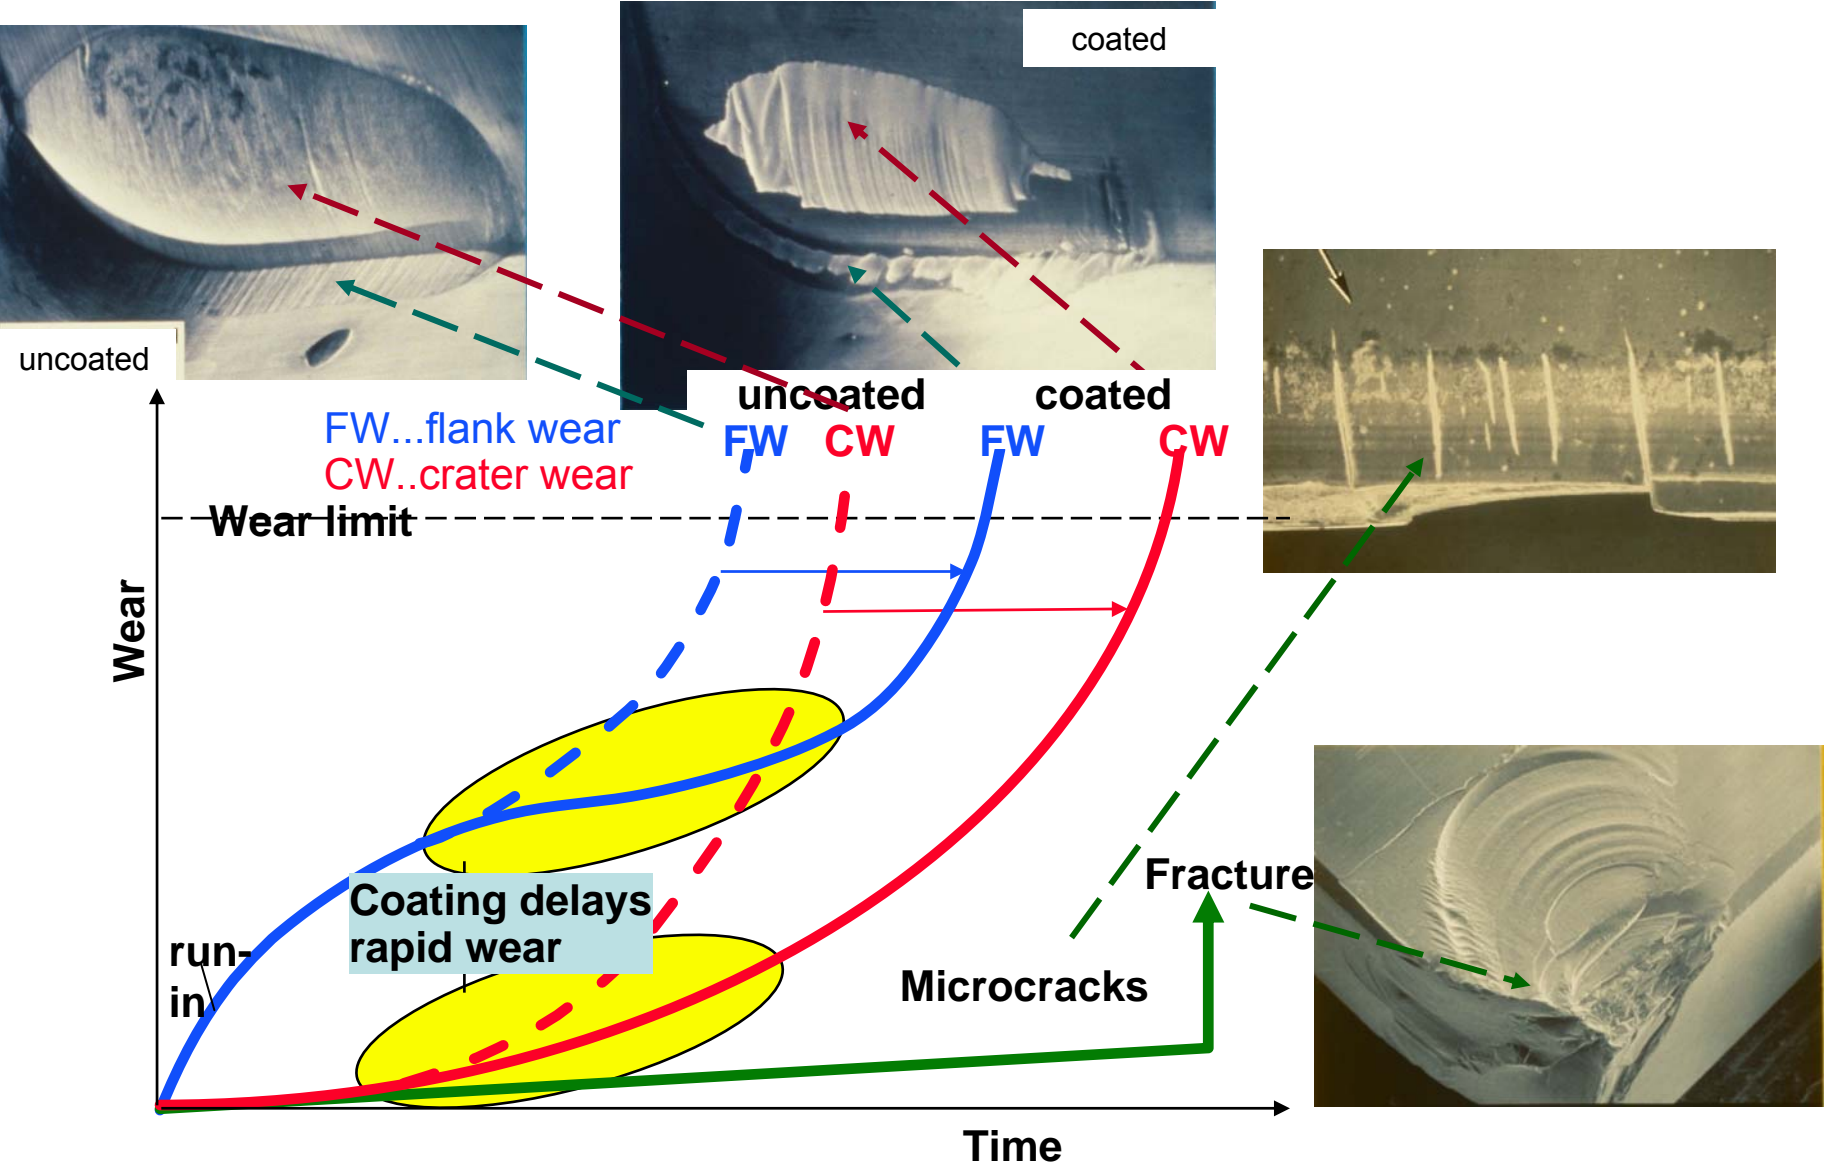 coated
uncoated
uncoated coated
FW...flank wear
FW CW FW CW
CW..crater wear
Wear limit
Wear
Coating delays
rapid wear
run-
in
Fracture
Microcracks
Time